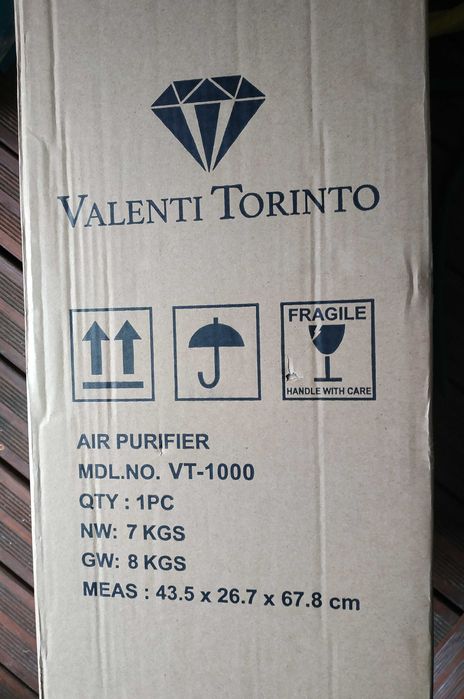 VALENTI TORINTO
FRAGILE
HANDLE WITH CARE
AIR PURIFIER
MDL.NO. VT-1000
QTY : 1PC
NW: 7 KGS
GW: 8 KGS
MEAS : 43.5 x 26.7 x 67.8 cm